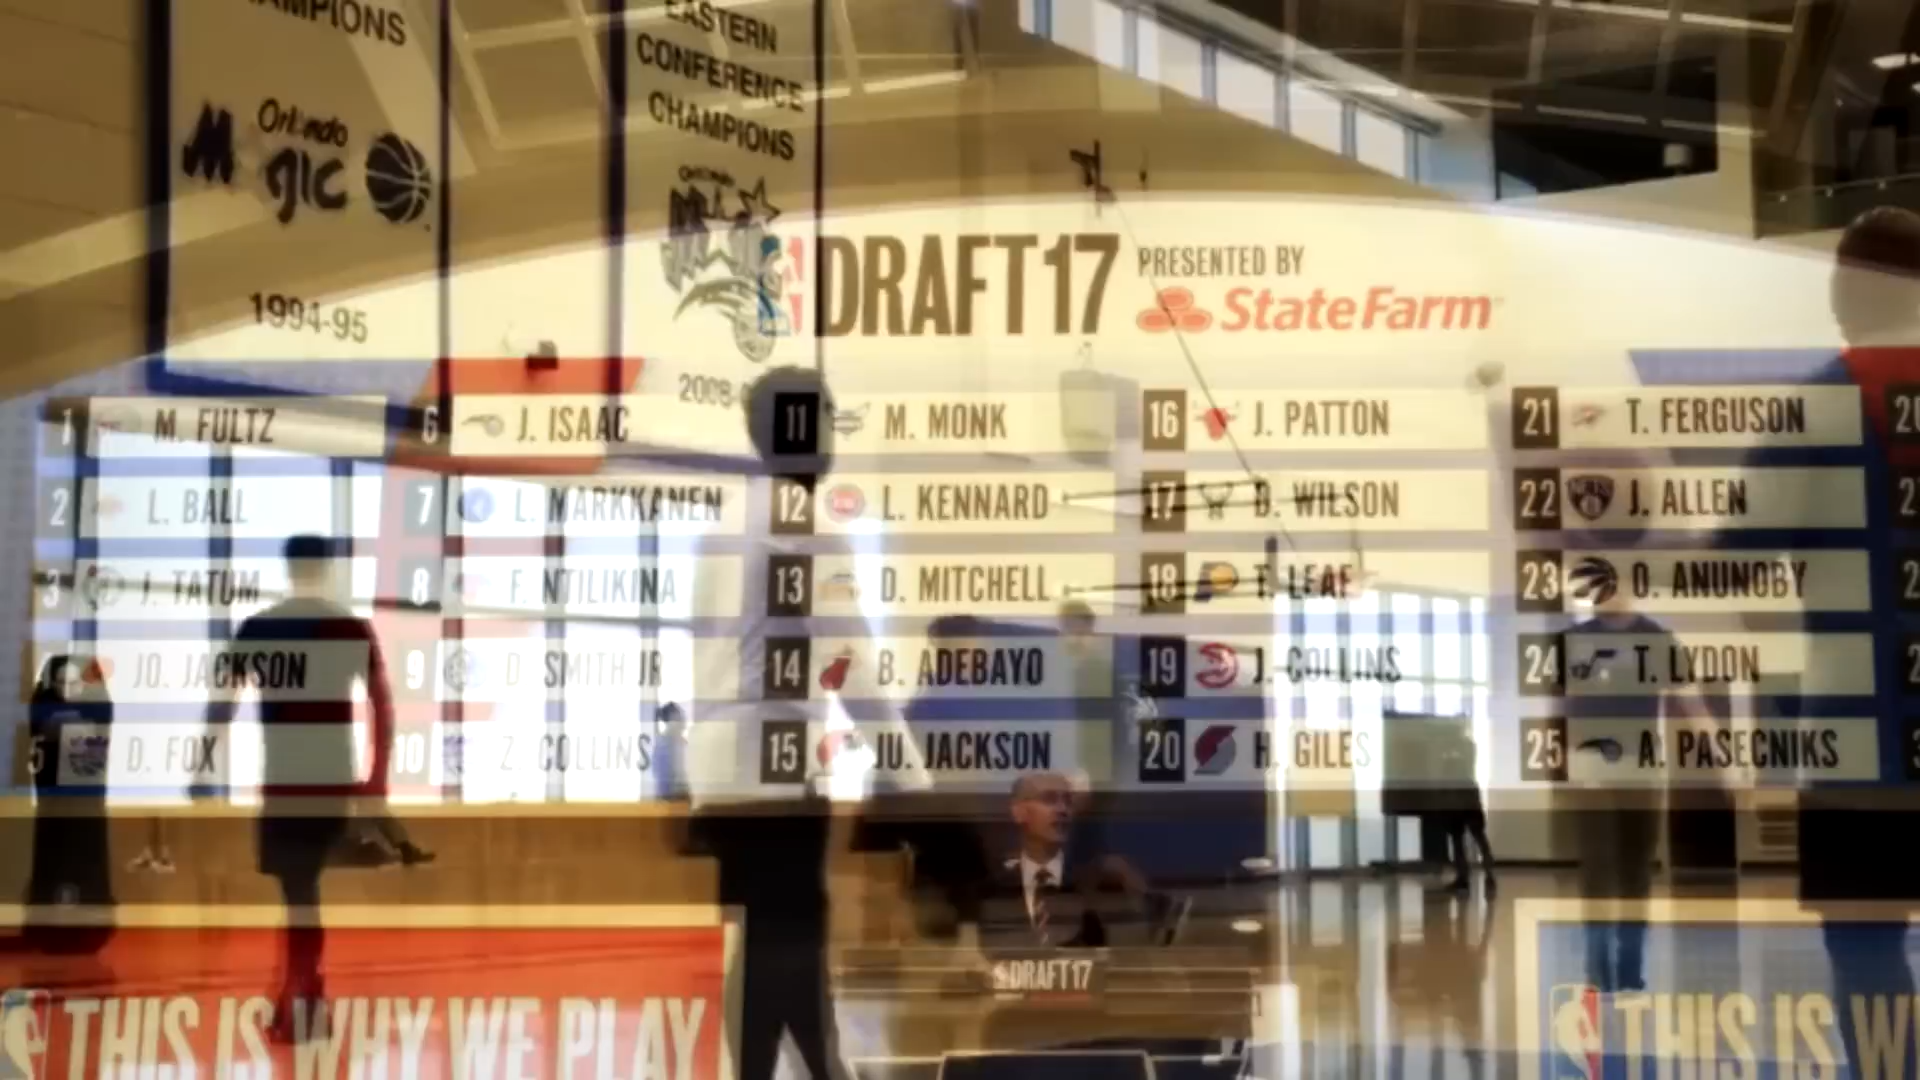 CHAMPIONS
Orlando
Magic
1994-95
EASTERN
CONFERENCE
CHAMPIONS
Orlando
DRAFT17
PRESENTED BY
StateFarm
1 M. FULTZ
2 L. BALL
3 J. TATUM
JO. JACKSON
5 D. FOX
6 J. ISAAC
7 L. MARKKANEN
8 F. NTILIKINA
9 D. SMITH JR
10 Z. COLLINS
11 M. MONK
12 L. KENNARD
13 D. MITCHELL
14 B. ADEBAYO
15 JU. JACKSON
16 J. PATTON
17 D. WILSON
18 T. LEAF
19 J. COLLINS
20 H. GILES
21 T. FERGUSON
22 J. ALLEN
23 O. ANUNOBY
24 T. LYDON
25 A. PASECNIKS
DRAFT17
THIS IS WHY WE PLAY
THIS IS W